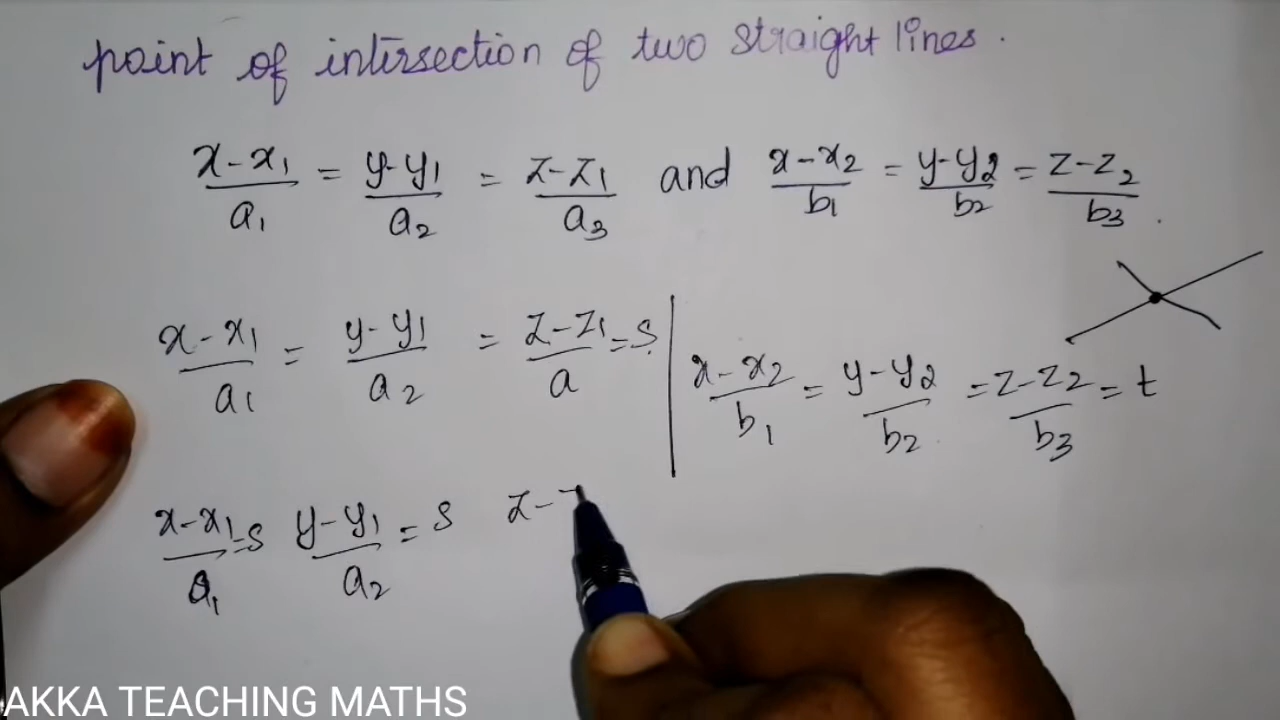 point of intersection of two straight lines.
x-x₁/a₁ = y-y₁/a₂ = z-z₁/a₃ and x-x₂/b₁ = y-y₂/b₂ = z-z₂/b₃.
x-x₁/a₁ = y-y₁/a₂ = z-z₁/a = s
x-x₂/b₁ = y-y₂/b₂ = z-z₂/b₃ = t
x-x₁/a₁ = s y-y₁/a₂ = s z-
AKKA TEACHING MATHS